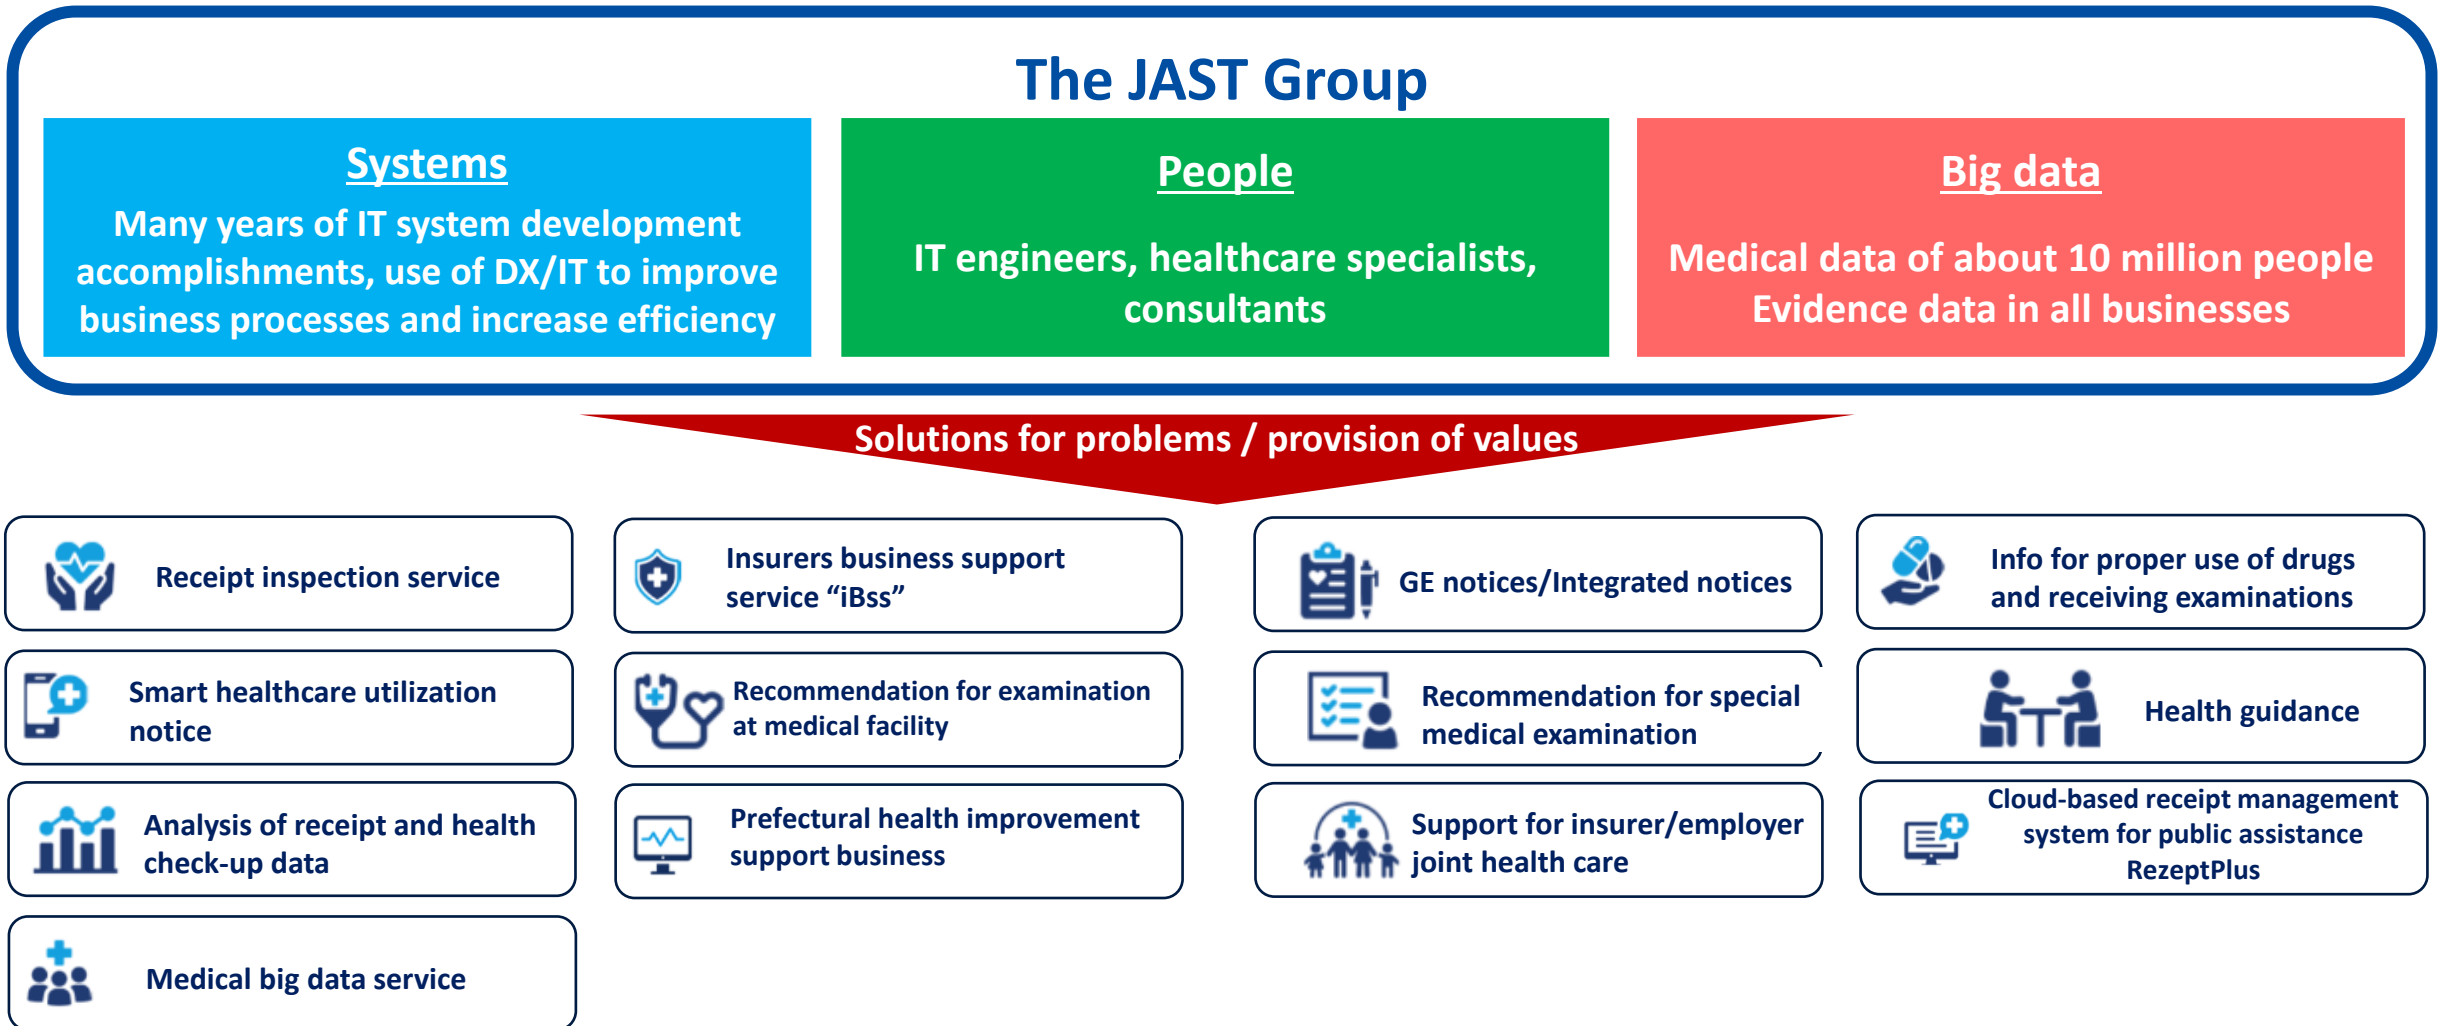 The JAST Group
Systems
Many years of IT system development
accomplishments, use of DX/IT to improve
business processes and increase efficiency
People
IT engineers, healthcare specialists,
consultants
Big data
Medical data of about 10 million people
Evidence data in all businesses
Solutions for problems / provision of values
Receipt inspection service
Insurers business support
service “iBss”
GE notices/Integrated notices
Info for proper use of drugs
and receiving examinations
Smart healthcare utilization
notice
Recommendation for examination
at medical facility
Recommendation for special
medical examination
Health guidance
Analysis of receipt and health
check-up data
Prefectural health improvement
support business
Support for insurer/employer
joint health care
Cloud-based receipt management
system for public assistance
RezeptPlus
Medical big data service